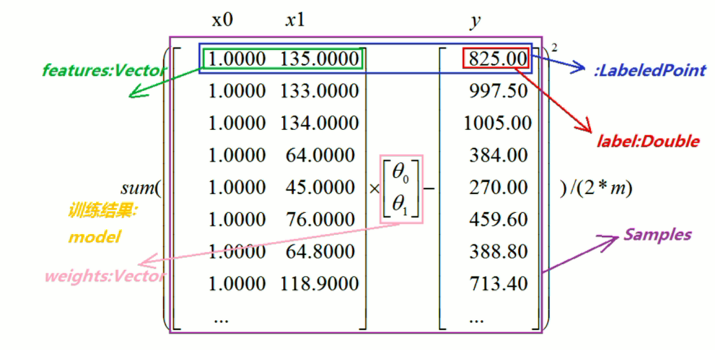 x0 x1 y
features:Vector 1.0000 135.0000 825.00 2 :LabeledPoint
1.0000 133.0000 997.50
1.0000 134.0000 1005.00 label:Double
1.0000 64.0000 384.00
sum( 1.0000 45.0000 × [θ0 θ1] − 270.00 )/(2*m)
训练结果: 1.0000 76.0000 459.60
model Samples
1.0000 64.8000 388.80
weights:Vector 1.0000 118.9000 713.40
... ...